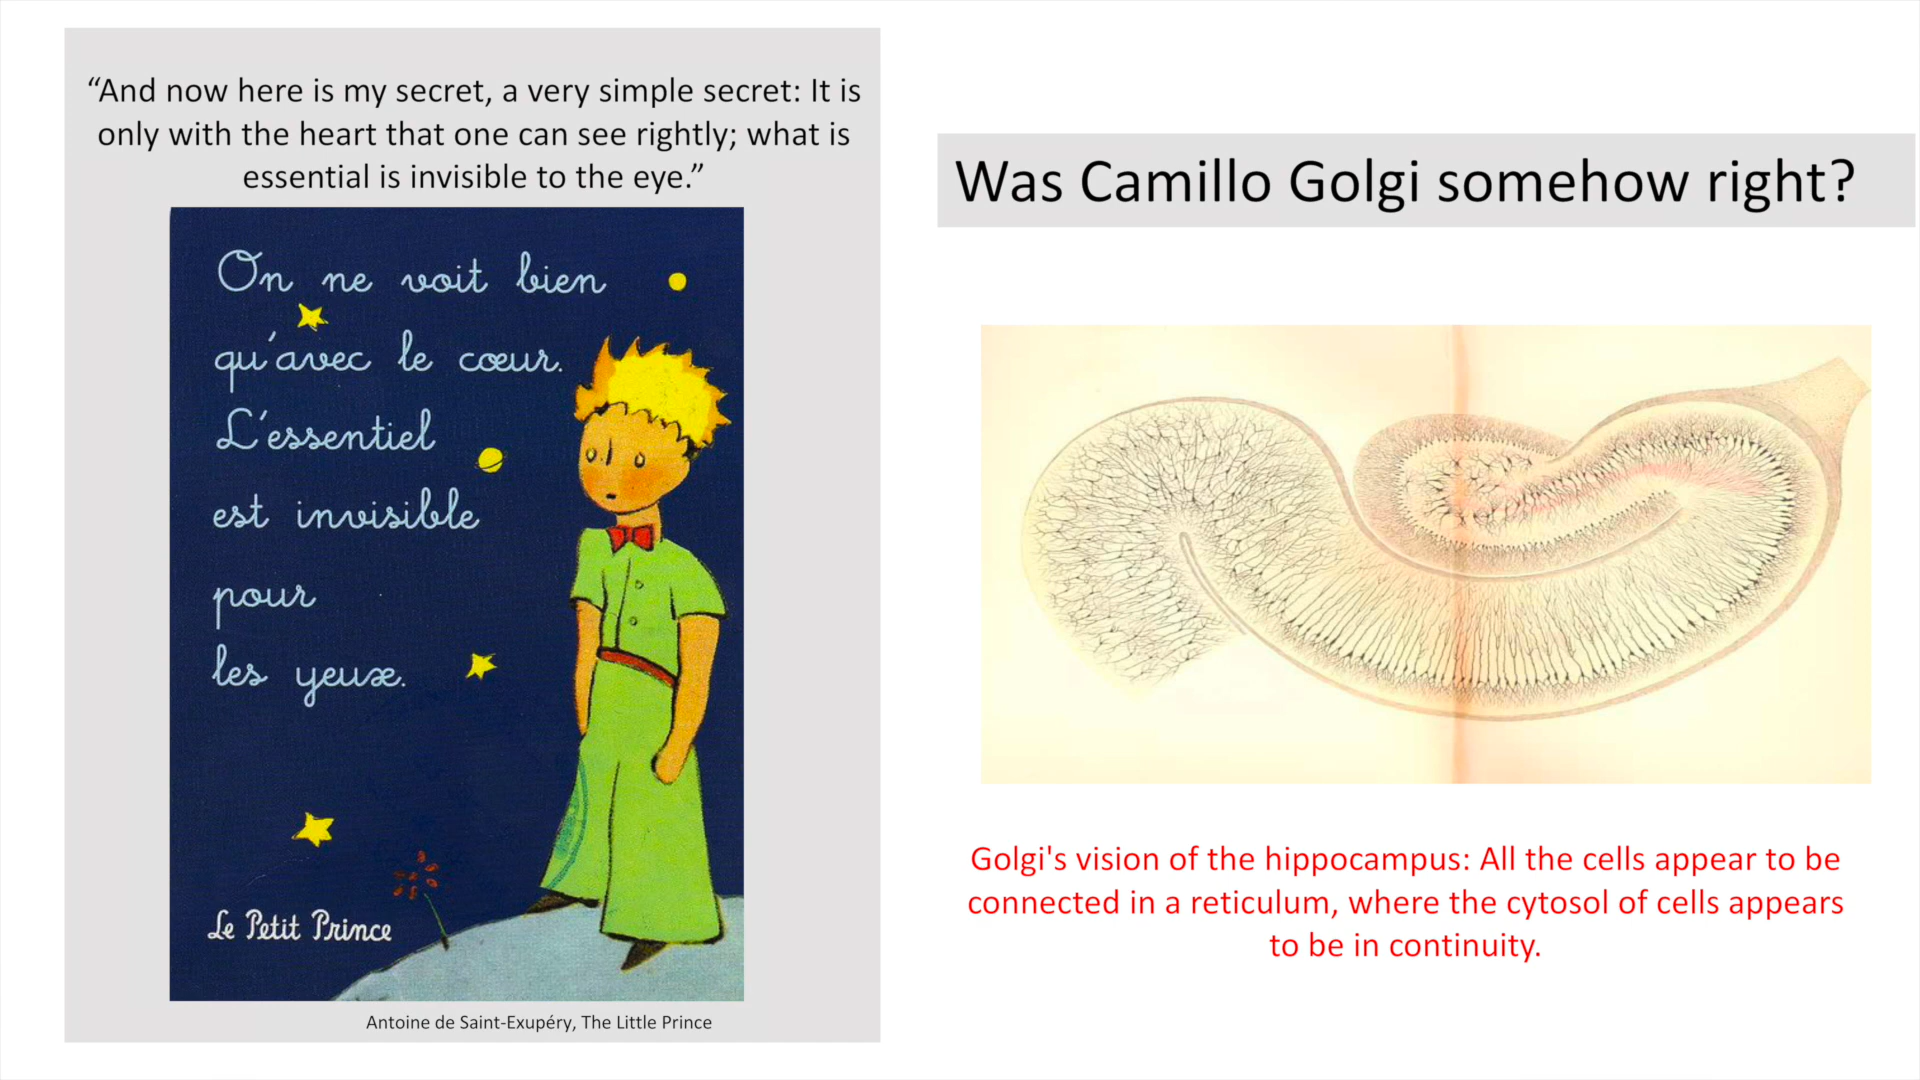 “And now here is my secret, a very simple secret: It is
only with the heart that one can see rightly; what is
essential is invisible to the eye.”
On ne voit bien
qu'avec le cœur.
L'essentiel
est invisible
pour
les yeux.
Le Petit Prince
Antoine de Saint-Exupéry, The Little Prince
Was Camillo Golgi somehow right?
Golgi's vision of the hippocampus: All the cells appear to be
connected in a reticulum, where the cytosol of cells appears
to be in continuity.